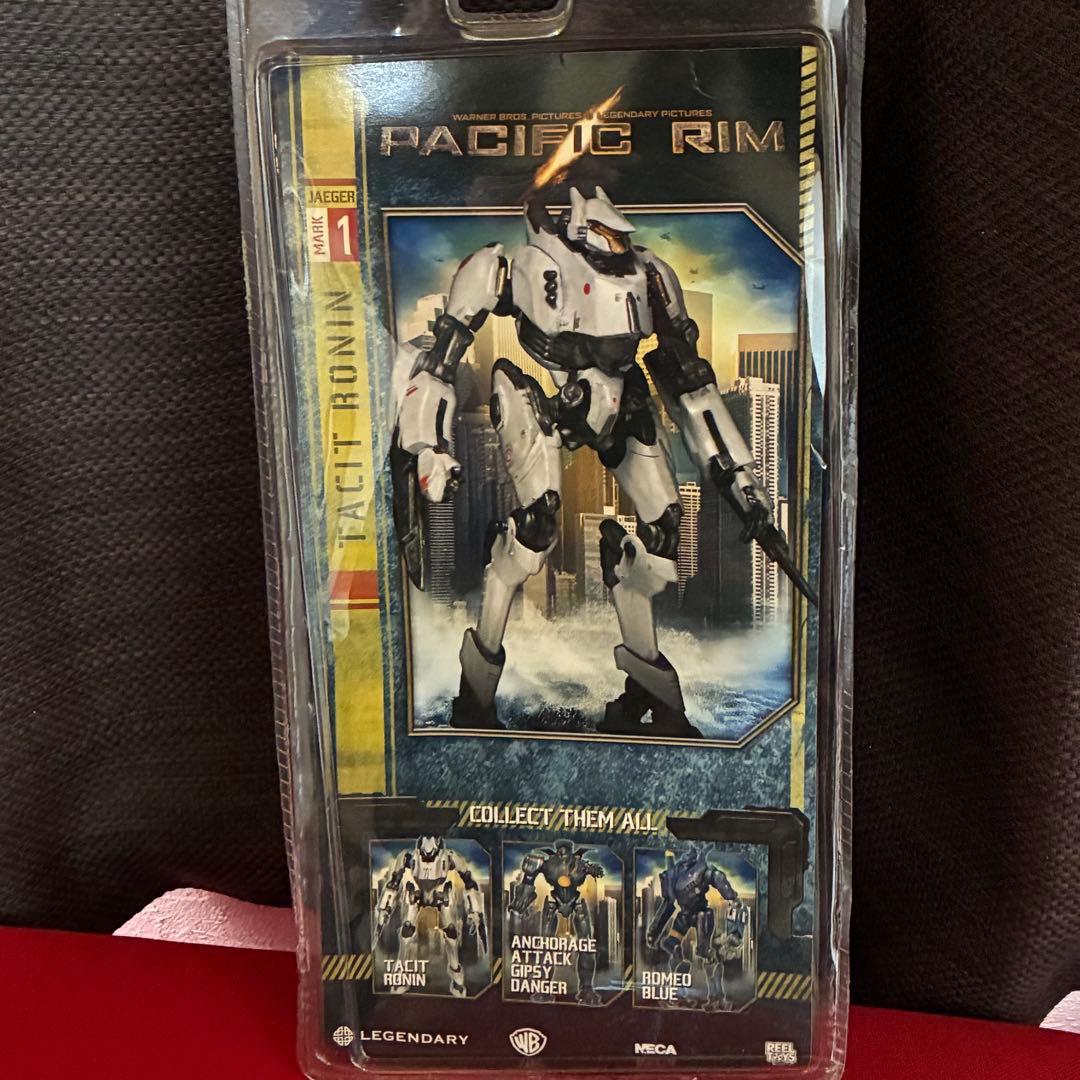 WARNER BROS. PICTURES LEGENDARY PICTURES
PACIFIC RIM
JAEGER
MARK 1
TACIT RONIN
COLLECT THEM ALL
TACIT
RONIN
ANCHORAGE
ATTACK
GIPSY
DANGER
ROMEO
BLUE
LEGENDARY
WB
NECA
REEL
TOYS